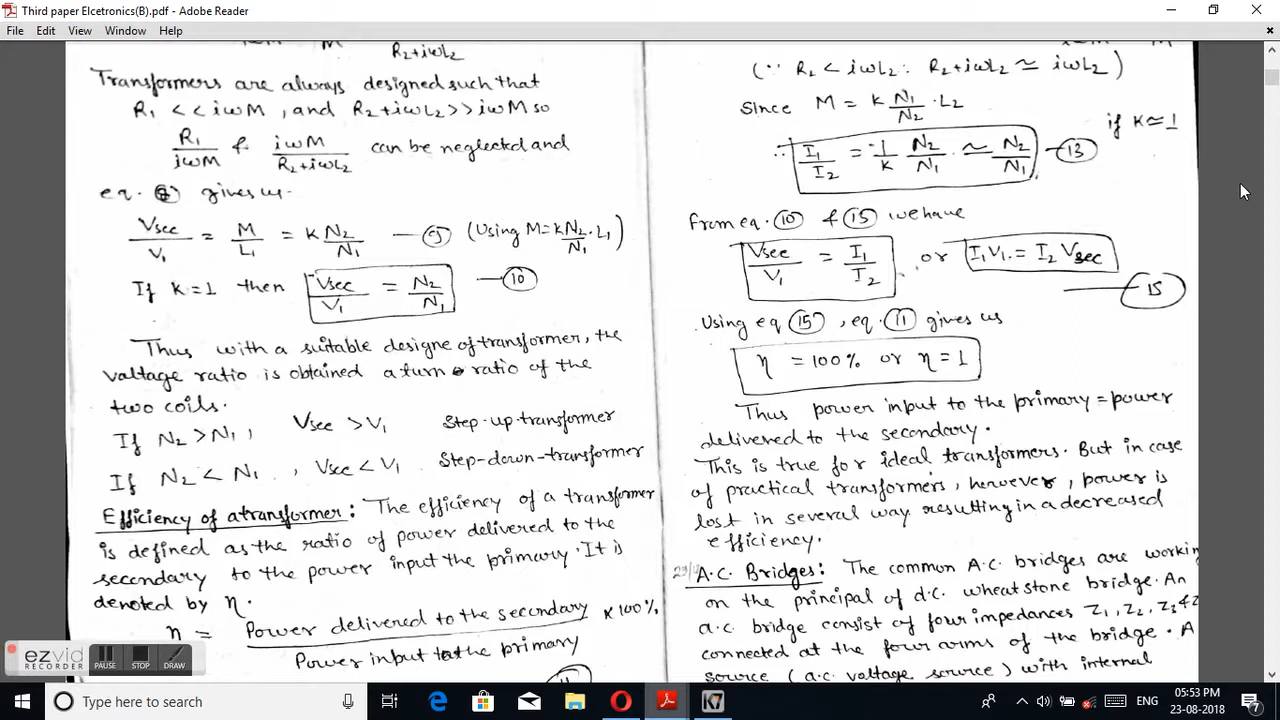 Third paper Elcetronics(B).pdf - Adobe Reader
File Edit View Window Help
R2+iωL2
Transformers are always designed such that
R1 << iωM , and R2+iωL2 >> iωM so
R1/iωM & iωM/R2+iωL2 can be neglected and
eq. gives us.
Vsec/V1 = M/L1 = K N2/N1 — 9 (Using M = K N2/N1 . L1)
If K=1 then Vsec/V1 = N2/N1 — 10
Thus with a suitable designe of transformer, the
voltage ratio is obtained a turn ratio of the
two coils.
If N2 > N1, Vsec > V1 Step-up-transformer
If N2 < N1, Vsec < V1 Step-down-transformer
Efficiency of a transformer: The efficiency of a transformer
is defined as the ratio of power delivered to the
secondary to the power input the primary. It is
denoted by η.
η = Power delivered to the secondary / Power input to the primary × 100%.
11
(∵ R2 < iωL2 ∴ R2+iωL2 ≃ iωL2)
Since M = K N1/N2 . L2
if K≃1
∴ I1/I2 = -1/K N2/N1 ≃ N2/N1 — 13
From eq. 10 & 15 we have
Vsec/V1 = I1/I2 or I1V1 = I2 Vsec
— 15
Using eq 15, eq. 11 gives us
η = 100% or η = 1
Thus power input to the primary = power
delivered to the secondary.
This is true for ideal transformers. But in case
of practical transformers, however, power is
lost in several way resulting in a decreased
efficiency.
A.C. Bridges: The common A.C bridges are workin
on the principal of d.c. wheatstone bridge. An
a.c. bridge consist of four impedances Z1, Z2, Z3 & Z
connected at the four arms of the bridge. A
source (a.c. voltage source) with internal
ezvid
RECORDER
PAUSE STOP DRAW
Type here to search
ENG
05:53 PM
23-08-2018
7